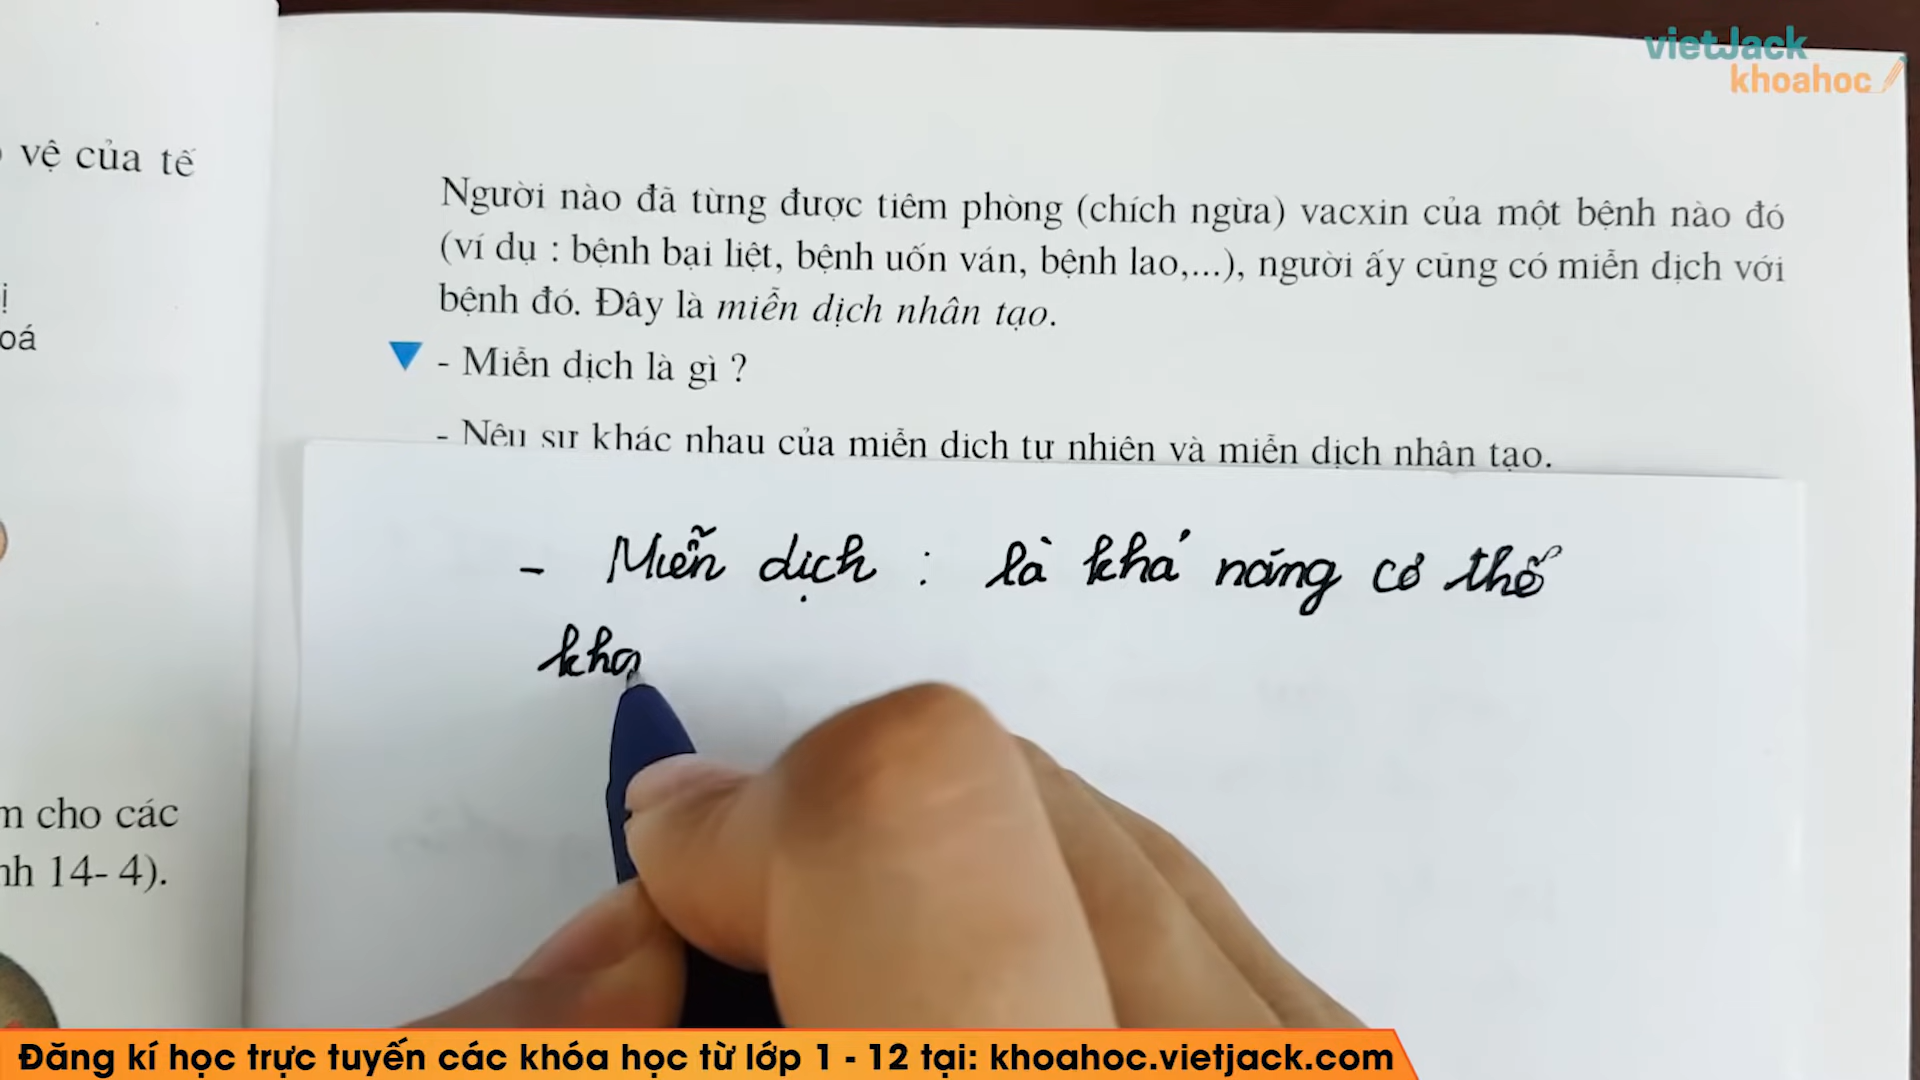 vietJack
khoahoc
vệ của tế
ị
oá
m cho các
nh 14- 4).
Người nào đã từng được tiêm phòng (chích ngừa) vacxin của một bệnh nào đó
(ví dụ : bệnh bại liệt, bệnh uốn ván, bệnh lao,...), người ấy cũng có miễn dịch với
bệnh đó. Đây là miễn dịch nhân tạo.
- Miễn dịch là gì ?
- Nêu sự khác nhau của miễn dịch tự nhiên và miễn dịch nhân tạo.
- Miễn dịch : là khả năng cơ thể
kho
Đăng kí học trực tuyến các khóa học từ lớp 1 - 12 tại: khoahoc.vietjack.com